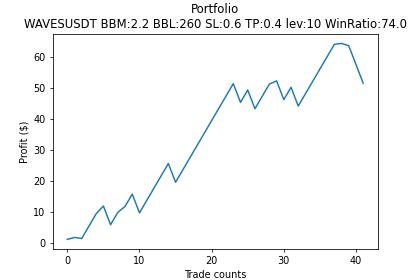 Portfolio
WAVESUSDT BBM:2.2 BBL:260 SL:0.6 TP:0.4 lev:10 WinRatio:74.0
Profit ($)
60
50
40
30
20
10
0
0 10 20 30 40
Trade counts